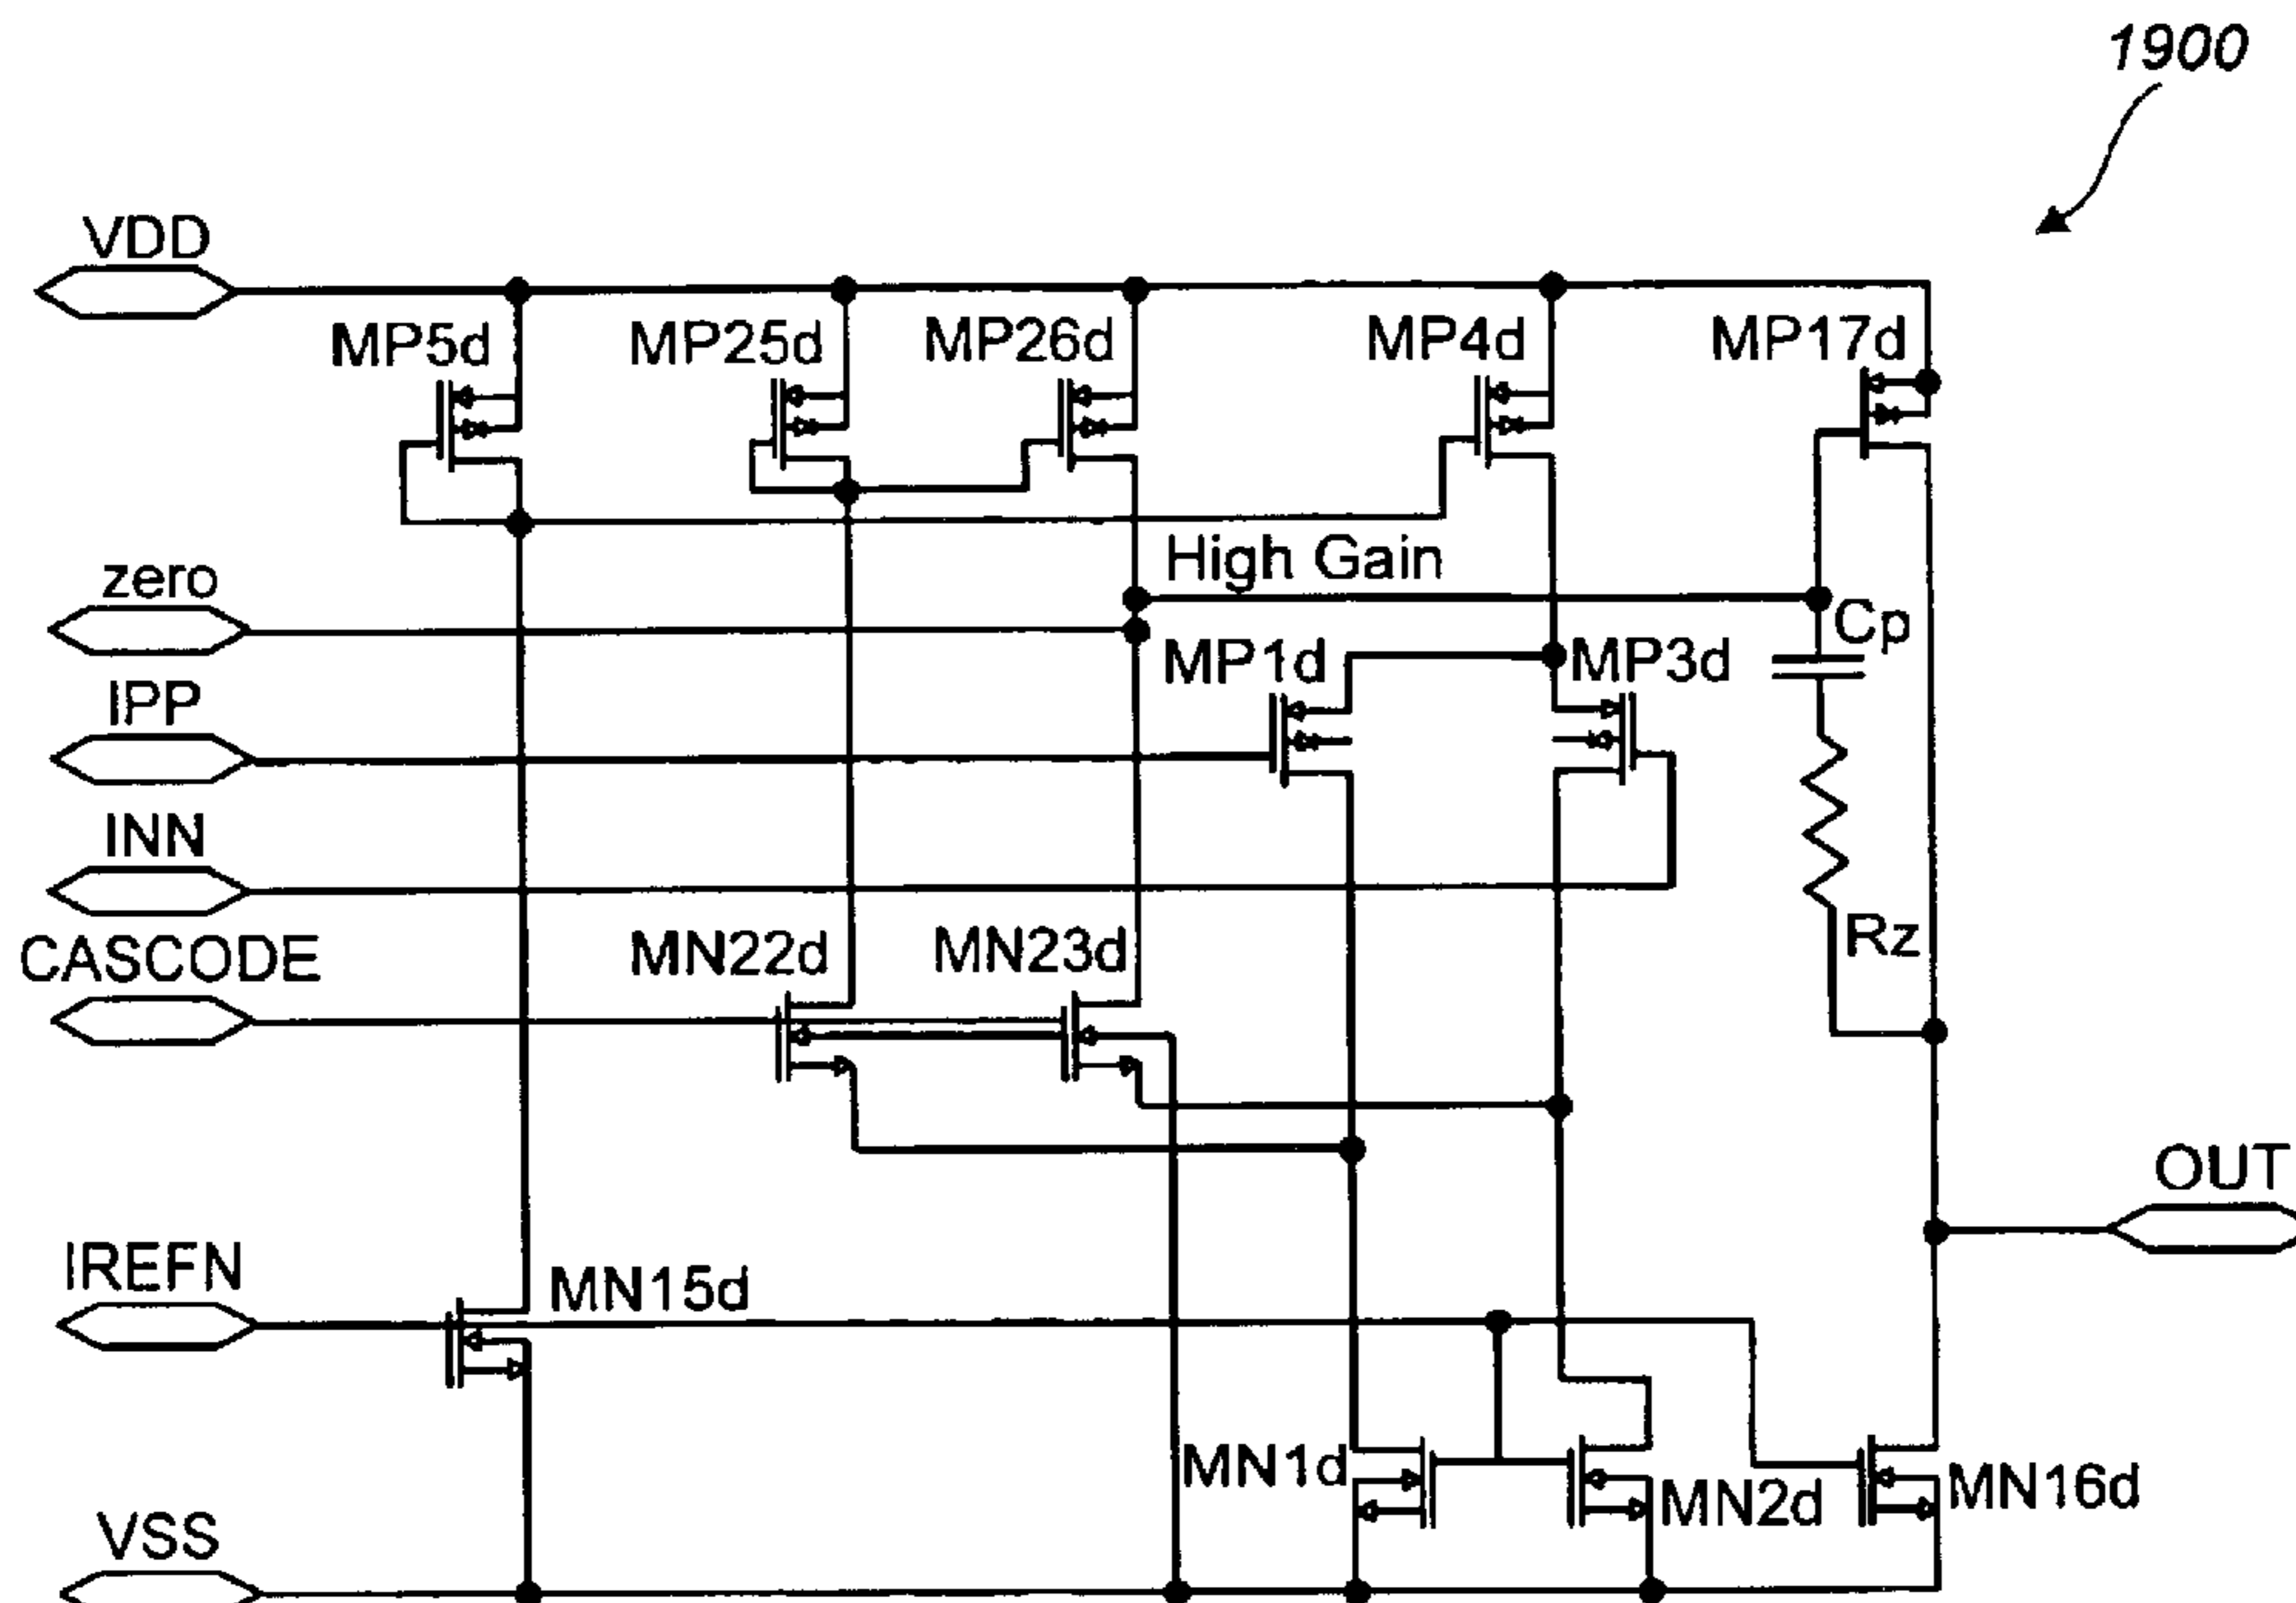 1900
VDD
MP5d
MP25d
MP26d
MP4d
MP17d
zero
High Gain
Cp
MP1d
MP3d
IPP
INN
Rz
CASCODE
MN22d
MN23d
OUT
IREFN
MN15d
MN1d
MN2d
MN16d
VSS